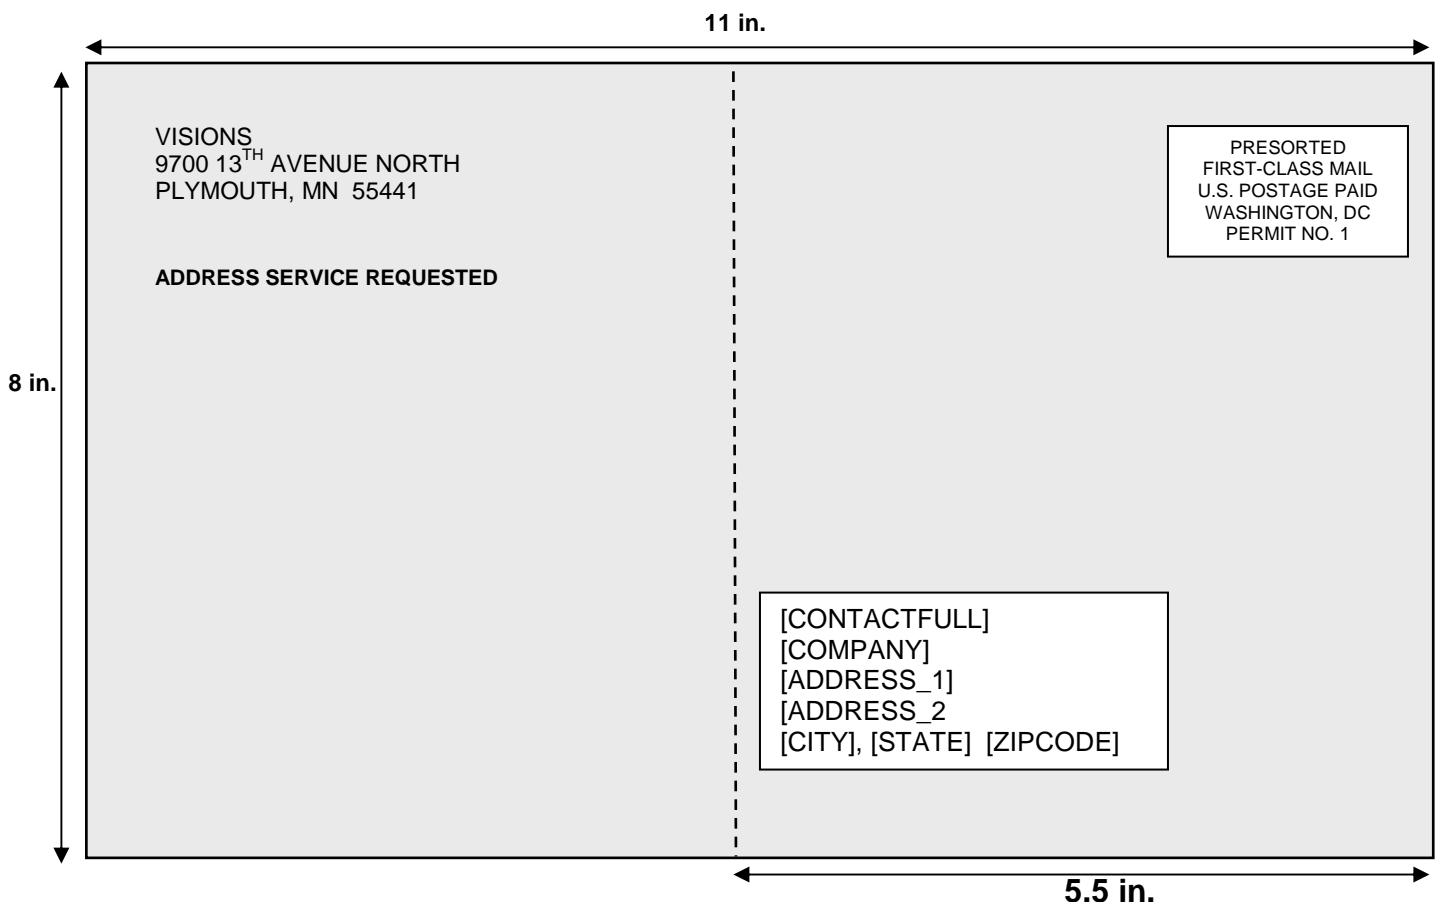 11 in.
VISIONS
9700 13TH AVENUE NORTH
PLYMOUTH, MN  55441
ADDRESS SERVICE REQUESTED
PRESORTED
FIRST-CLASS MAIL
U.S. POSTAGE PAID
WASHINGTON, DC
PERMIT NO. 1
8 in.
[CONTACTFULL]
[COMPANY]
[ADDRESS_1]
[ADDRESS_2
[CITY], [STATE]  [ZIPCODE]
5.5 in.